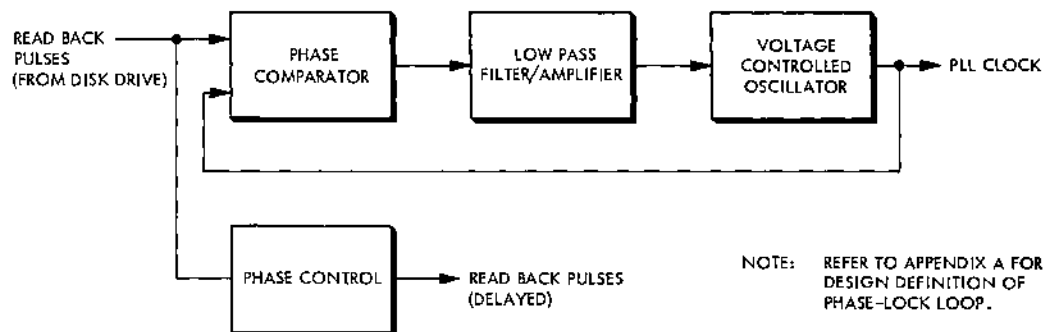 READ BACK
PULSES
(FROM DISK DRIVE)
PHASE
COMPARATOR
LOW PASS
FILTER/AMPLIFIER
VOLTAGE
CONTROLLED
OSCILLATOR
PLL CLOCK
PHASE CONTROL
READ BACK PULSES
(DELAYED)
NOTE: REFER TO APPENDIX A FOR
DESIGN DEFINITION OF
PHASE-LOCK LOOP.